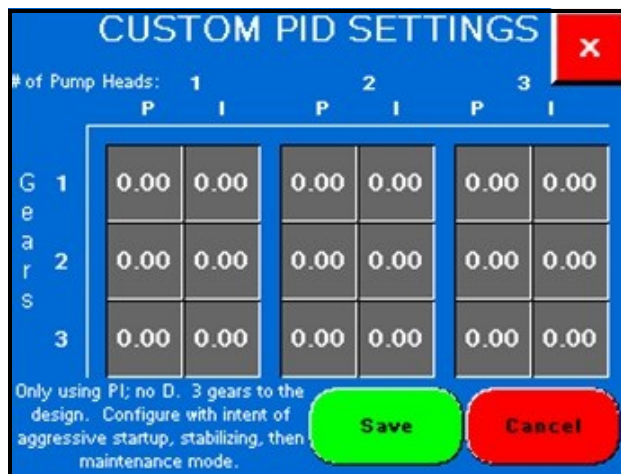 CUSTOM PID SETTINGS
X
# of Pump Heads: 1 2 3
P I P I P I
Gears
1 0.00 0.00 0.00 0.00 0.00 0.00
2 0.00 0.00 0.00 0.00 0.00 0.00
3 0.00 0.00 0.00 0.00 0.00 0.00
Only using PI; no D. 3 gears to the
design. Configure with intent of
aggressive startup, stabilizing, then
maintenance mode.
Save
Cancel